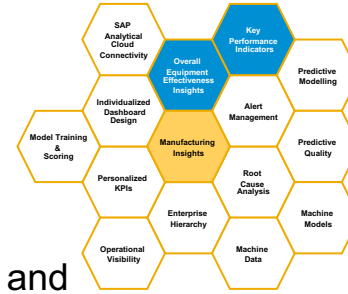 SAP
Analytical
Cloud
Connectivity
Key
Performance
Indicators
Overall
Equipment
Effectiveness
Insights
Predictive
Modelling
Individualized
Dashboard
Design
Alert
Management
Model Training
&
Scoring
Manufacturing
Insights
Predictive
Quality
Personalized
KPIs
Root
Cause
Analysis
Enterprise
Hierarchy
Machine
Models
Operational
Visibility
Machine
Data
and